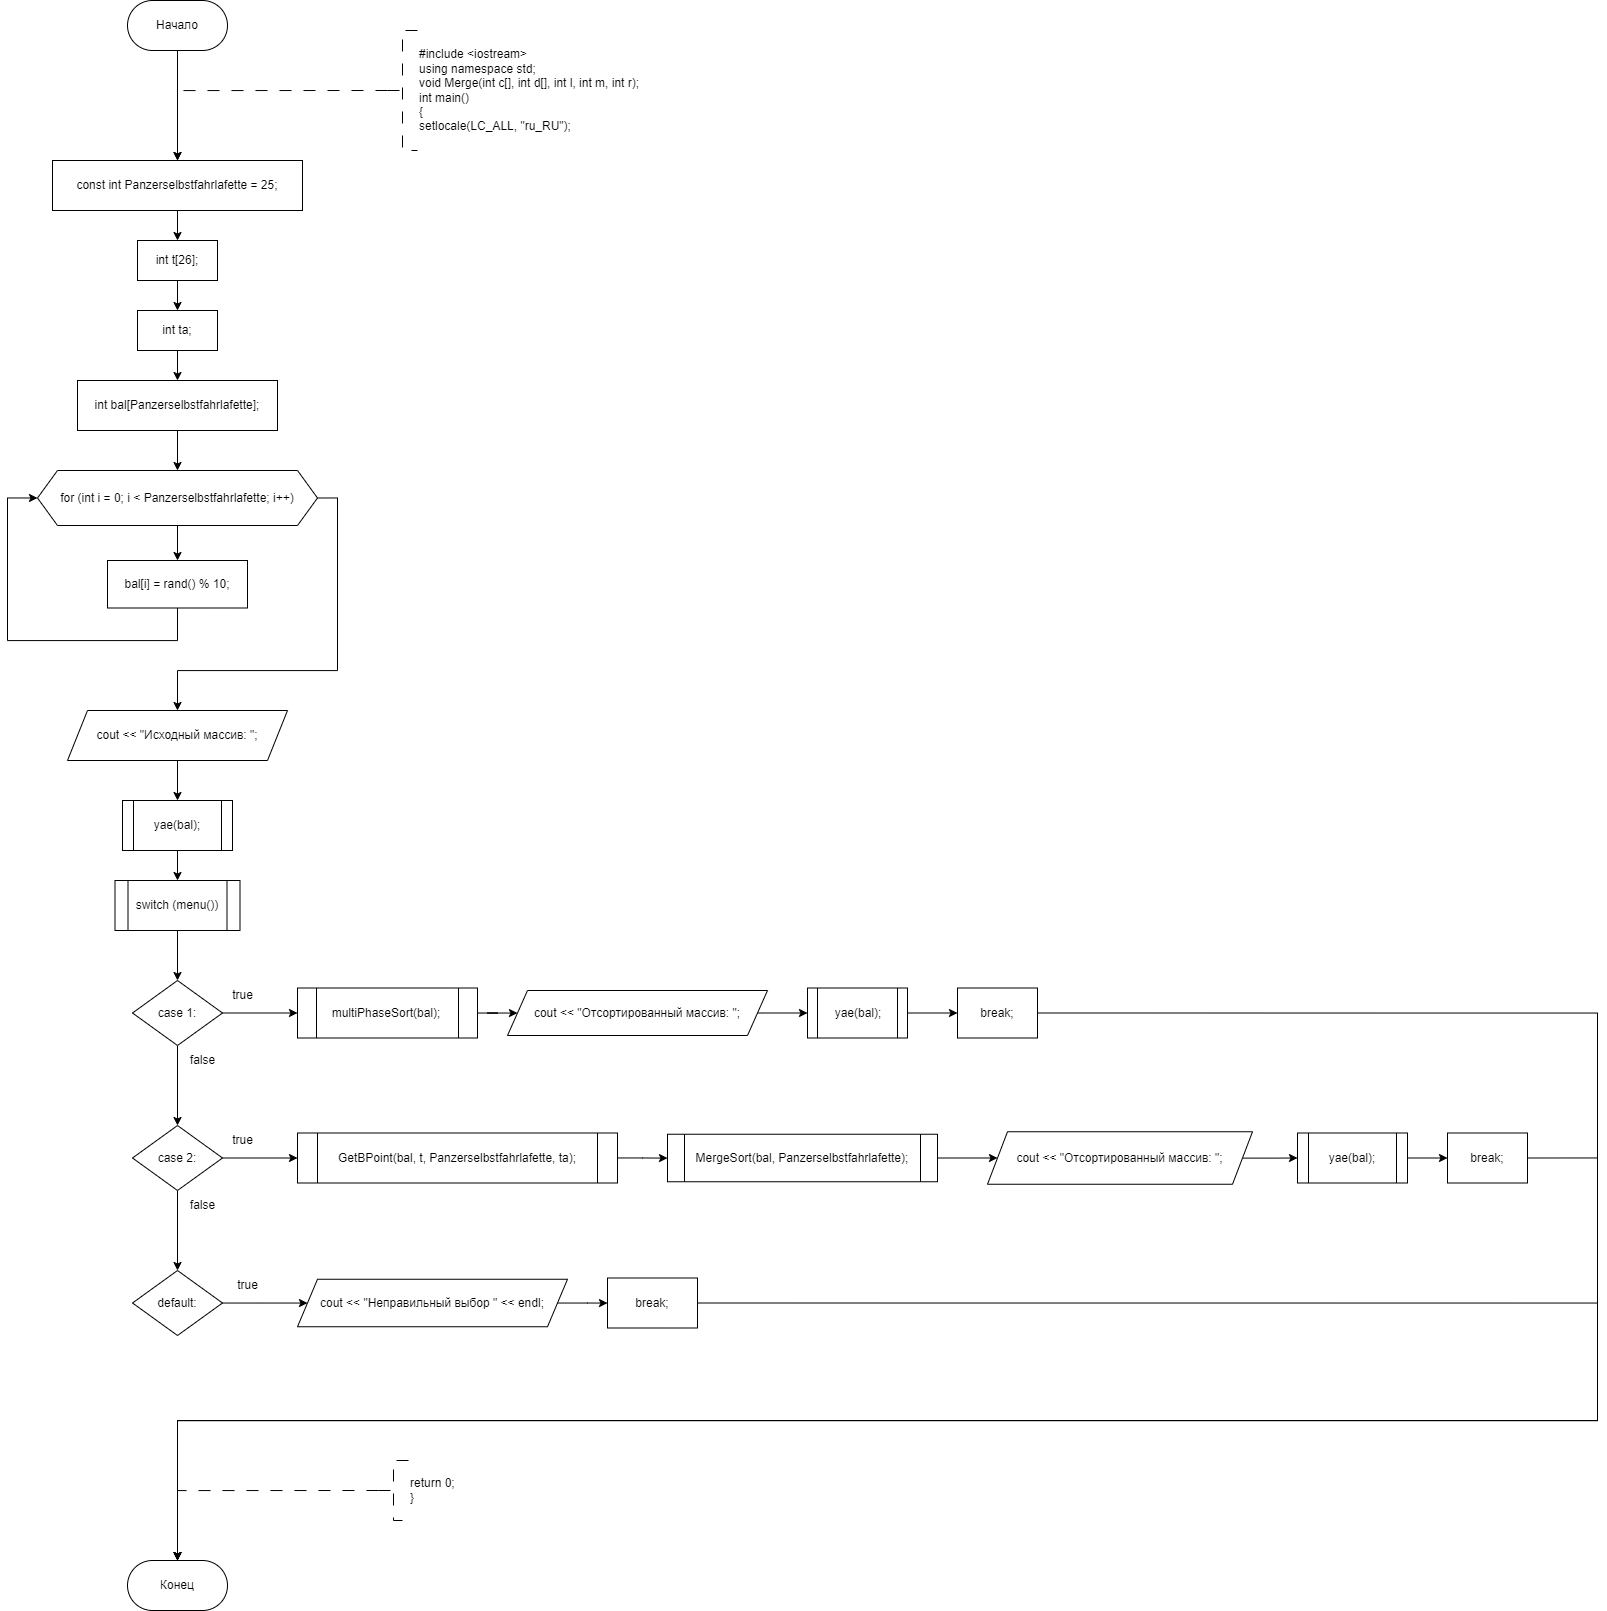 Начало
#include <iostream>
using namespace std;
void Merge(int c[], int d[], int l, int m, int r);
int main()
{
setlocale(LC_ALL, "ru_RU");
const int Panzerselbstfahrlafette = 25;
int t[26];
int ta;
int bal[Panzerselbstfahrlafette];
for (int i = 0; i < Panzerselbstfahrlafette; i++)
bal[i] = rand() % 10;
cout << "Исходный массив: ";
yae(bal);
switch (menu())
case 1:
true
multiPhaseSort(bal);
cout << "Отсортированный массив: ";
yae(bal);
break;
false
case 2:
true
GetBPoint(bal, t, Panzerselbstfahrlafette, ta);
MergeSort(bal, Panzerselbstfahrlafette);
cout << "Отсортированный массив: ";
yae(bal);
break;
false
default:
true
cout << "Неправильный выбор " << endl;
break;
return 0;
}
Конец